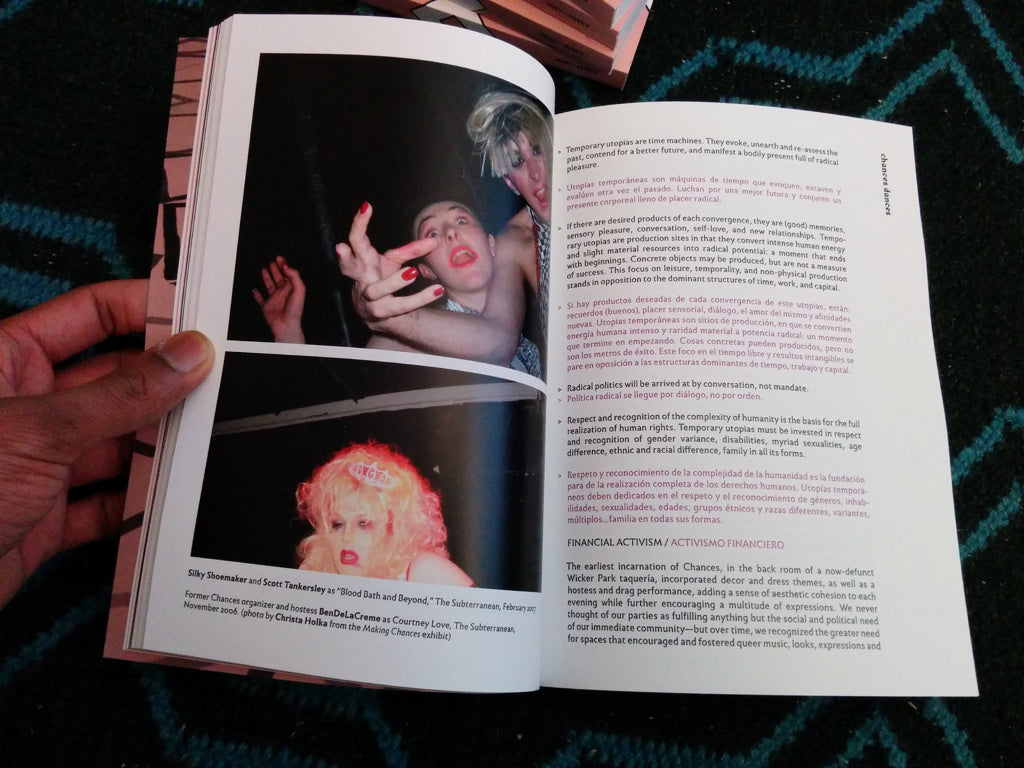 Silky Shoemaker and Scott Tankersley as "Blood Bath and Beyond," The Subterranean, February 2007
Former Chances organizer and hostess BenDeLaCreme as Courtney Love, The Subterranean,
November 2006. (photo by Christa Holka from the Making Chances exhibit)
chances dances
> Temporary utopias are time machines. They evoke, unearth and re-assess the
past, contend for a better future, and manifest a bodily present full of radical
pleasure.
> Utopías temporáneas son máquinas de tiempo que evoquen, excaven y
evalúen otra vez el pasado. Luchan por una mejor futura y conjuren un
presente corporeal lleno de placer radical.
> If there are desired products of each convergence, they are (good) memories,
sensory pleasure, conversation, self-love, and new relationships. Tempo-
rary utopias are production sites in that they convert intense human energy
and slight material resources into radical potential: a moment that ends
with beginnings. Concrete objects may be produced, but are not a measure
of success. This focus on leisure, temporality, and non-physical production
stands in opposition to the dominant structures of time, work, and capital.
> Si hay productos deseadas de cada convergencia de este utopías, están:
recuerdos (buenos), placer sensorial, diálogo, el amor del mismo y afinidades
nuevas. Utopías temporáneas son sitios de producción, en que se convertien
energía humana intenso y raridad material a potencia radical: un momento
que termine en empezando. Cosas concretas pueden producidos, pero no
son los metros de éxito. Este foco en el tiempo libre y resultos intangibles se
pare en oposición a las estructuras dominantes de tiempo, trabajo y capital.
> Radical politics will be arrived at by conversation, not mandate.
> Política radical se llegue por diálogo, no por orden.
> Respect and recognition of the complexity of humanity is the basis for the full
realization of human rights. Temporary utopias must be invested in respect
and recognition of gender variance, disabilities, myriad sexualities, age
difference, ethnic and racial difference, family in all its forms.
> Respeto y reconocimiento de la complejidad de la humanidad es la fundación
para de la realización completa de los derechos humanos. Utopías temporá-
neos deben dedicados en el respeto y el reconocimiento de géneros, inhab-
ilidades, sexualidades, edades, grupos étnicos y razas diferentes, variantes,
múltiplos...familia en todas sus formas.
FINANCIAL ACTIVISM / ACTIVISMO FINANCIERO
The earliest incarnation of Chances, in the back room of a now-defunct
Wicker Park taquería, incorporated decor and dress themes, as well as a
hostess and drag performance, adding a sense of aesthetic cohesion to each
evening while further encouraging a multitude of expressions. We never
thought of our parties as fulfilling anything but the social and political need
of our immediate community—but over time, we recognized the greater need
for spaces that encouraged and fostered queer music, looks, expressions and